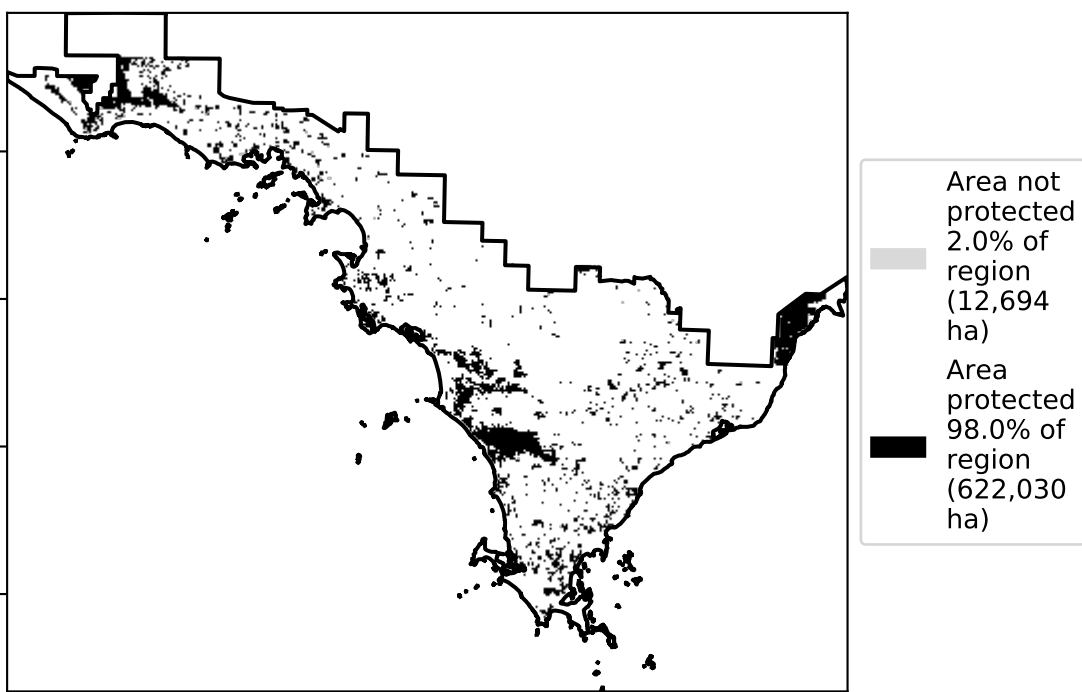 Area not
protected
2.0% of
region
(12,694
ha)
Area
protected
98.0% of
region
(622,030
ha)